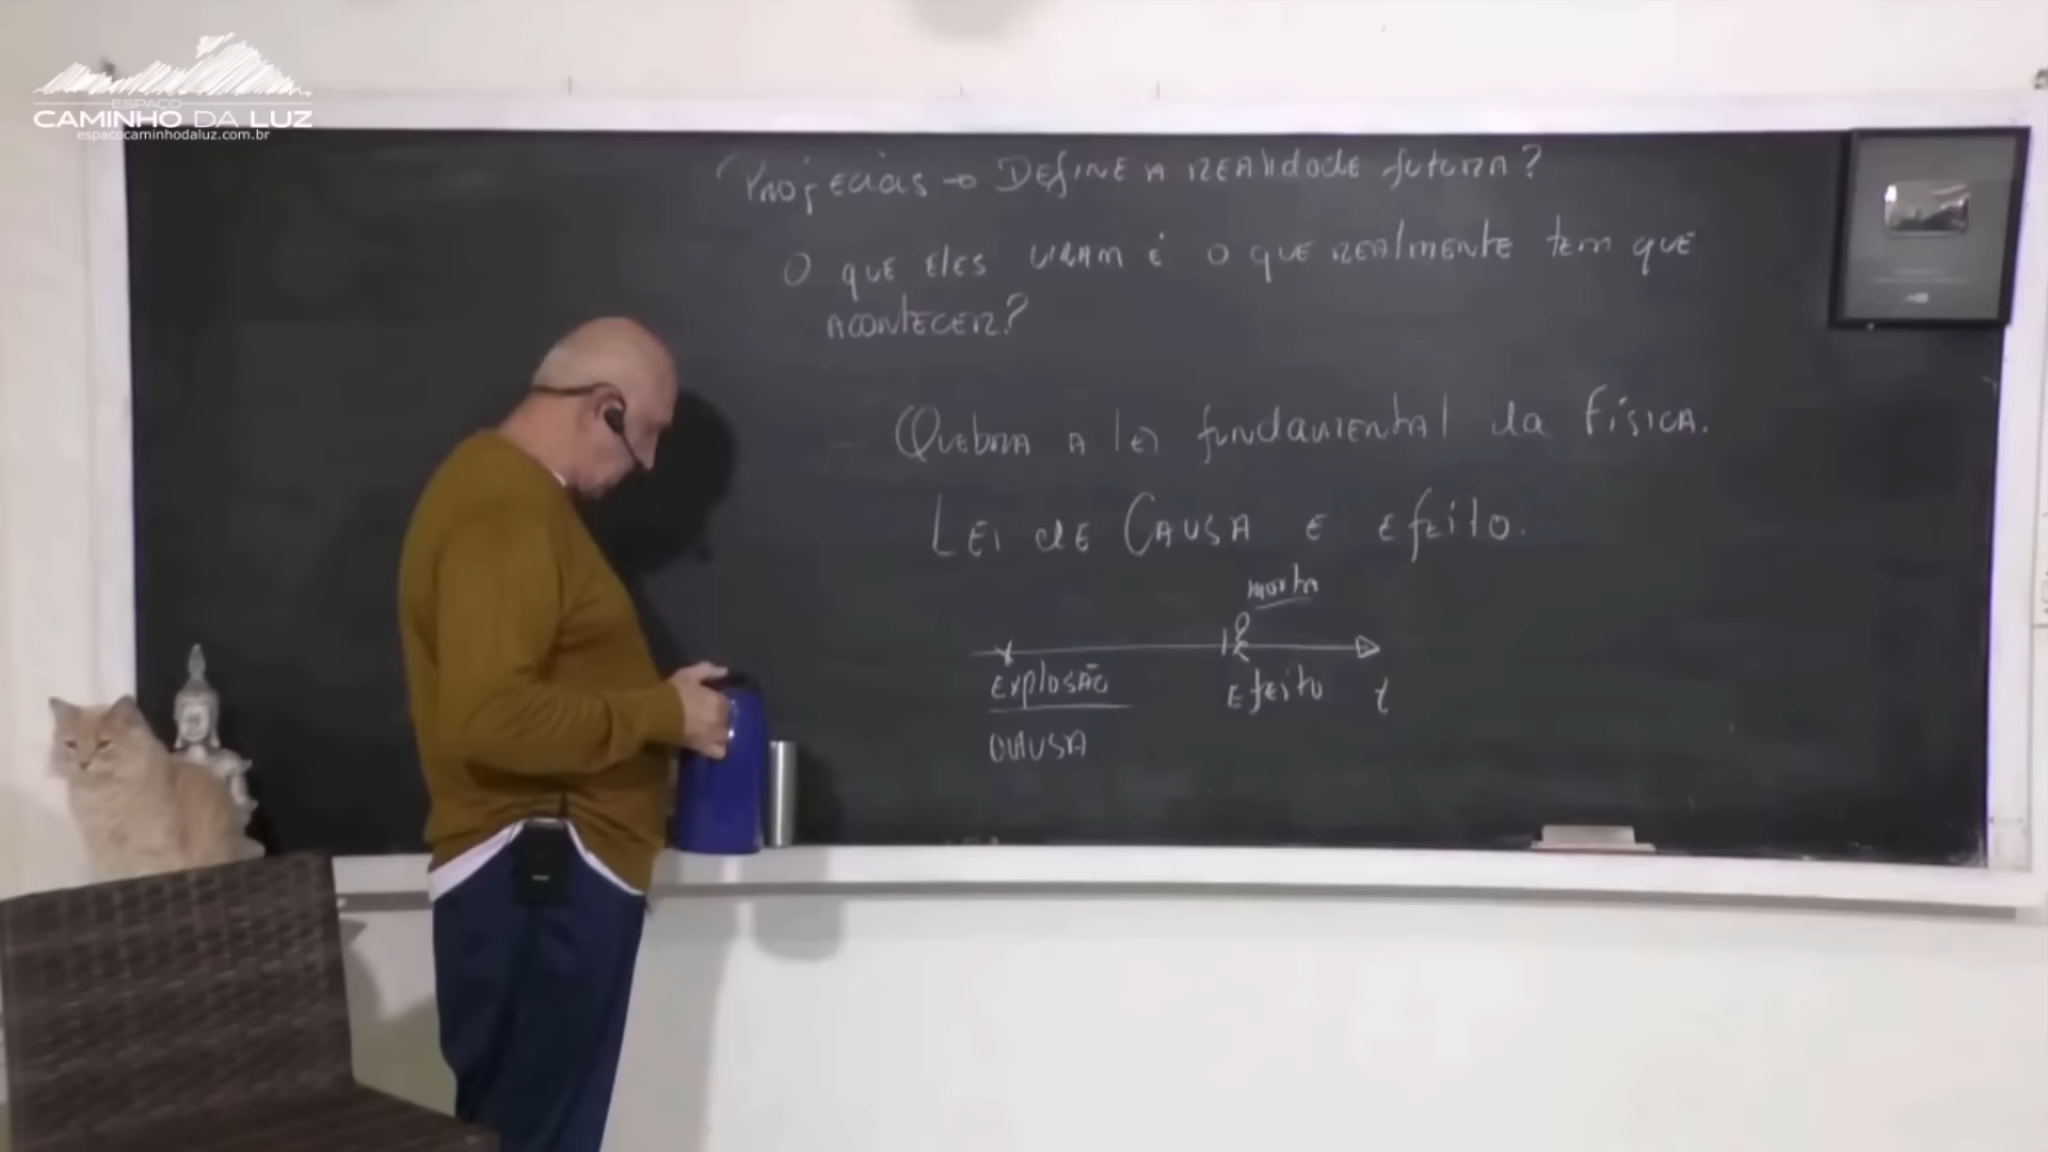 ESPAÇO
CAMINHO DA LUZ
espacocaminhodaluz.com.br
Profecias → Define a realidade futura?
O que eles viram é o que realmente tem que
acontecer?
Quebra a lei fundamental da Física.
Lei de Causa e efeito.
morta
Explosão
Efeito t
causa